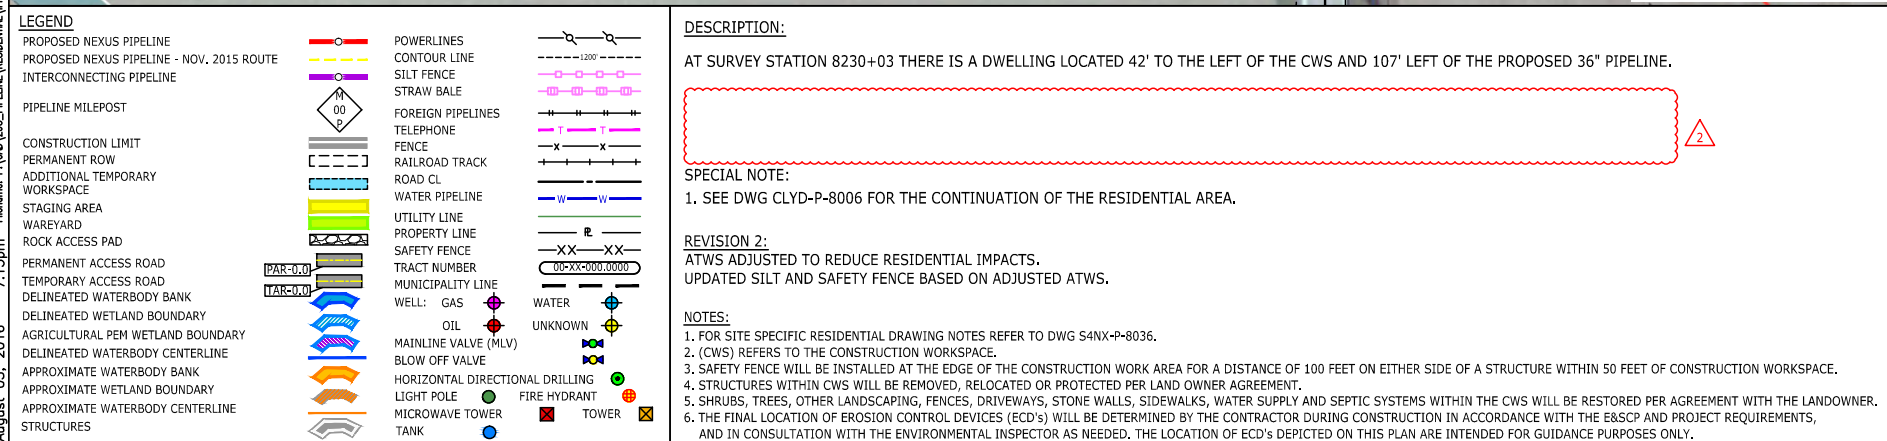 LEGEND
PROPOSED NEXUS PIPELINE
PROPOSED NEXUS PIPELINE - NOV. 2015 ROUTE
INTERCONNECTING PIPELINE
PIPELINE MILEPOST
M
00
P
CONSTRUCTION LIMIT
PERMANENT ROW
ADDITIONAL TEMPORARY
WORKSPACE
STAGING AREA
WAREYARD
ROCK ACCESS PAD
PERMANENT ACCESS ROAD
PAR-0.0
TEMPORARY ACCESS ROAD
TAR-0.0
DELINEATED WATERBODY BANK
DELINEATED WETLAND BOUNDARY
AGRICULTURAL PEM WETLAND BOUNDARY
DELINEATED WATERBODY CENTERLINE
APPROXIMATE WATERBODY BANK
APPROXIMATE WETLAND BOUNDARY
APPROXIMATE WATERBODY CENTERLINE
STRUCTURES
POWERLINES
CONTOUR LINE
1200'
SILT FENCE
STRAW BALE
FOREIGN PIPELINES
TELEPHONE
T T
FENCE
X X
RAILROAD TRACK
ROAD CL
WATER PIPELINE
W W
UTILITY LINE
PROPERTY LINE
PL
SAFETY FENCE
XX XX
TRACT NUMBER
00-XX-000.0000
MUNICIPALITY LINE
WELL: GAS WATER
OIL UNKNOWN
MAINLINE VALVE (MLV)
BLOW OFF VALVE
HORIZONTAL DIRECTIONAL DRILLING
LIGHT POLE FIRE HYDRANT
MICROWAVE TOWER TOWER
TANK
DESCRIPTION:
AT SURVEY STATION 8230+03 THERE IS A DWELLING LOCATED 42' TO THE LEFT OF THE CWS AND 107' LEFT OF THE PROPOSED 36" PIPELINE.
2
SPECIAL NOTE:
1. SEE DWG CLYD-P-8006 FOR THE CONTINUATION OF THE RESIDENTIAL AREA.
REVISION 2:
ATWS ADJUSTED TO REDUCE RESIDENTIAL IMPACTS.
UPDATED SILT AND SAFETY FENCE BASED ON ADJUSTED ATWS.
NOTES:
1. FOR SITE SPECIFIC RESIDENTIAL DRAWING NOTES REFER TO DWG S4NX-P-8036.
2. (CWS) REFERS TO THE CONSTRUCTION WORKSPACE.
3. SAFETY FENCE WILL BE INSTALLED AT THE EDGE OF THE CONSTRUCTION WORK AREA FOR A DISTANCE OF 100 FEET ON EITHER SIDE OF A STRUCTURE WITHIN 50 FEET OF CONSTRUCTION WORKSPACE.
4. STRUCTURES WITHIN CWS WILL BE REMOVED, RELOCATED OR PROTECTED PER LAND OWNER AGREEMENT.
5. SHRUBS, TREES, OTHER LANDSCAPING, FENCES, DRIVEWAYS, STONE WALLS, SIDEWALKS, WATER SUPPLY AND SEPTIC SYSTEMS WITHIN THE CWS WILL BE RESTORED PER AGREEMENT WITH THE LANDOWNER.
6. THE FINAL LOCATION OF EROSION CONTROL DEVICES (ECD's) WILL BE DETERMINED BY THE CONTRACTOR DURING CONSTRUCTION IN ACCORDANCE WITH THE E&SCP AND PROJECT REQUIREMENTS,
AND IN CONSULTATION WITH THE ENVIRONMENTAL INSPECTOR AS NEEDED. THE LOCATION OF ECD's DEPICTED ON THIS PLAN ARE INTENDED FOR GUIDANCE PURPOSES ONLY.